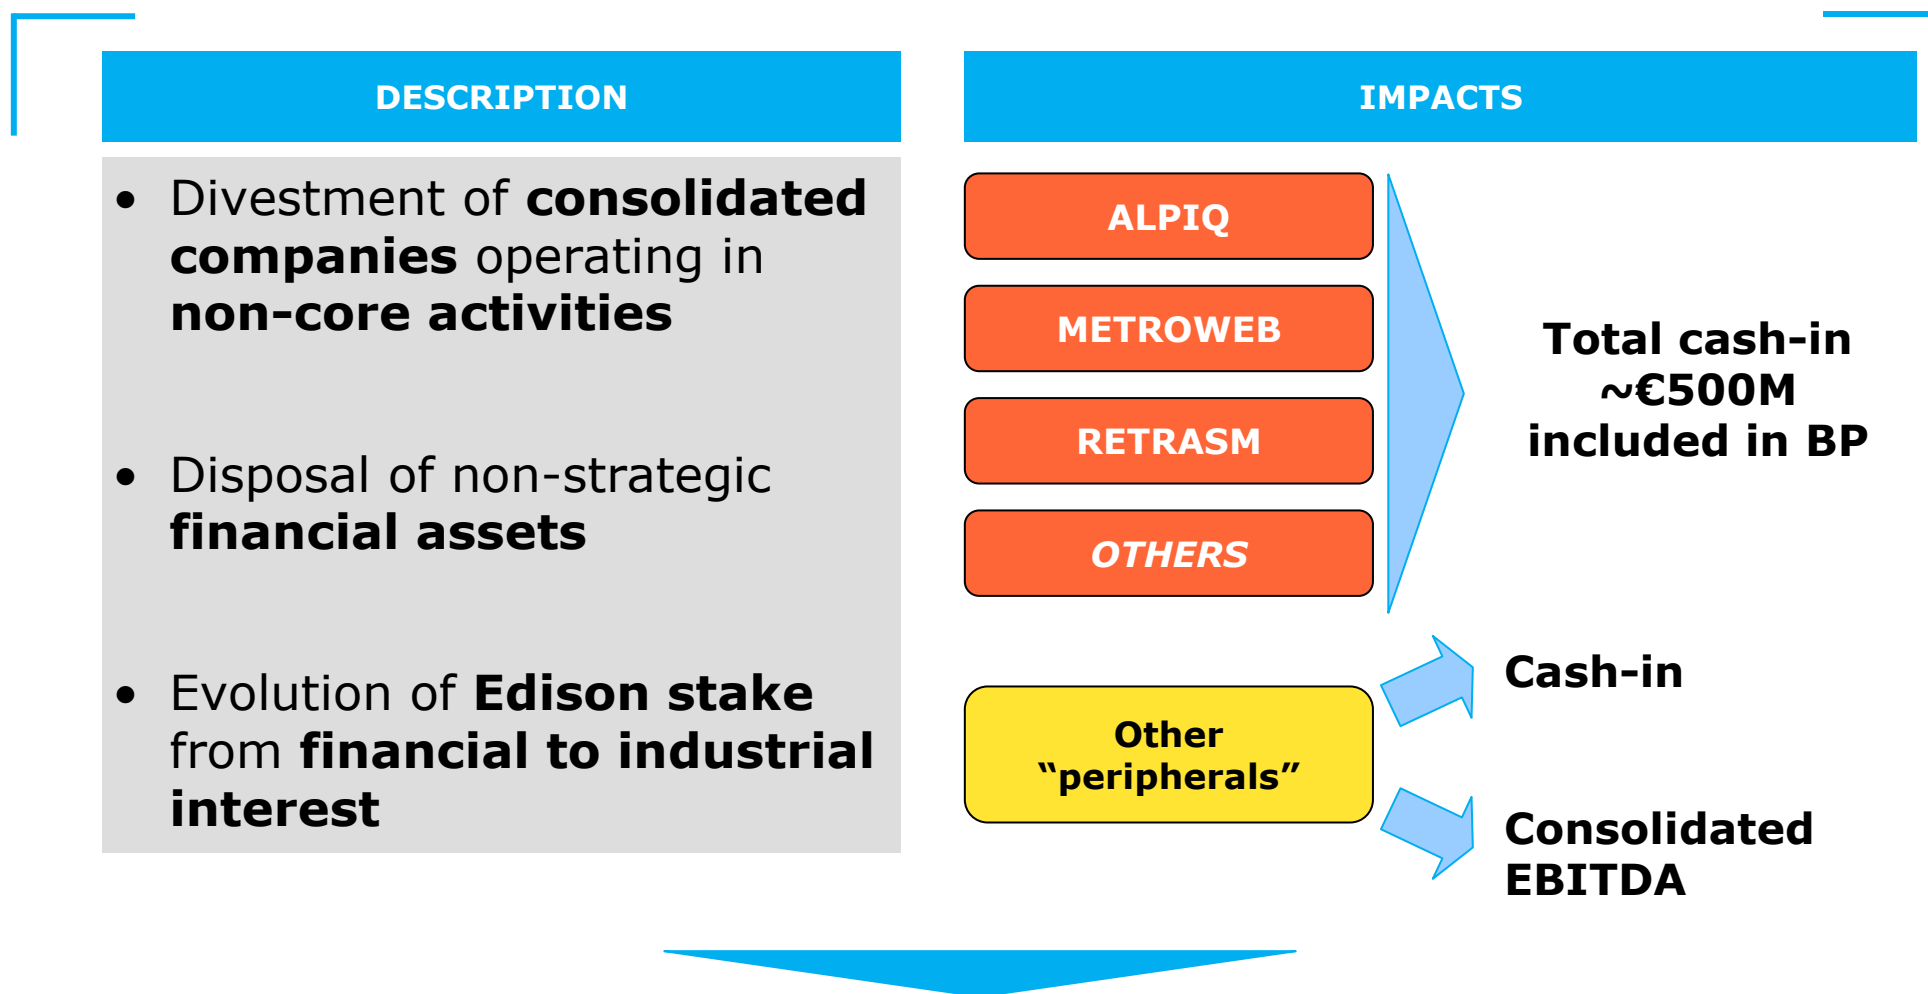 DESCRIPTION
• Divestment of consolidated
companies operating in
non-core activities
• Disposal of non-strategic
financial assets
• Evolution of Edison stake
from financial to industrial
interest
IMPACTS
ALPIQ
METROWEB
RETRASM
OTHERS
Total cash-in
~€500M
included in BP
Other
“peripherals”
Cash-in
Consolidated
EBITDA